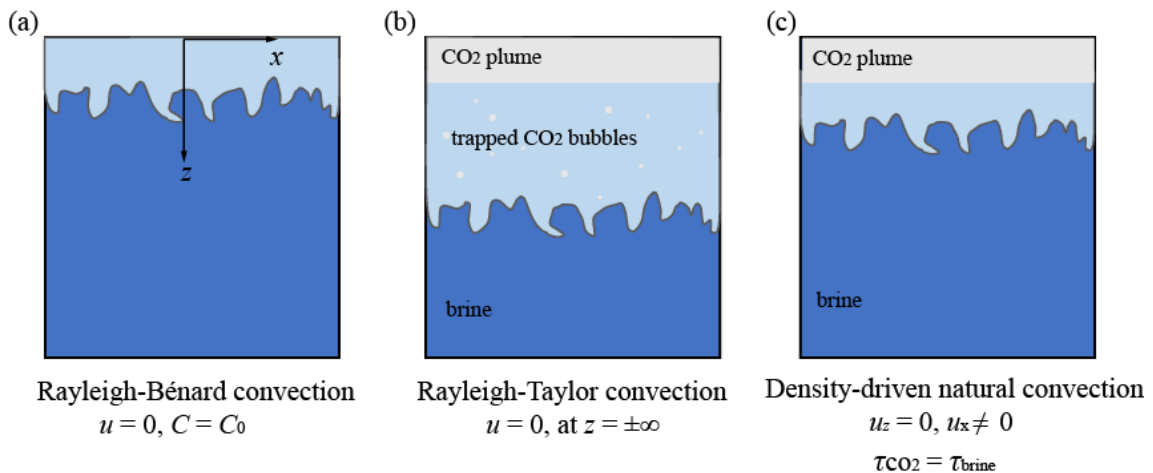 (a)
x
z
Rayleigh-Bénard convection
u = 0, C = C₀
(b)
CO₂ plume
trapped CO₂ bubbles
brine
Rayleigh-Taylor convection
u = 0, at z = ±∞
(c)
CO₂ plume
brine
Density-driven natural convection
u_z = 0, uₓ ≠ 0
τCO₂ = τbrine